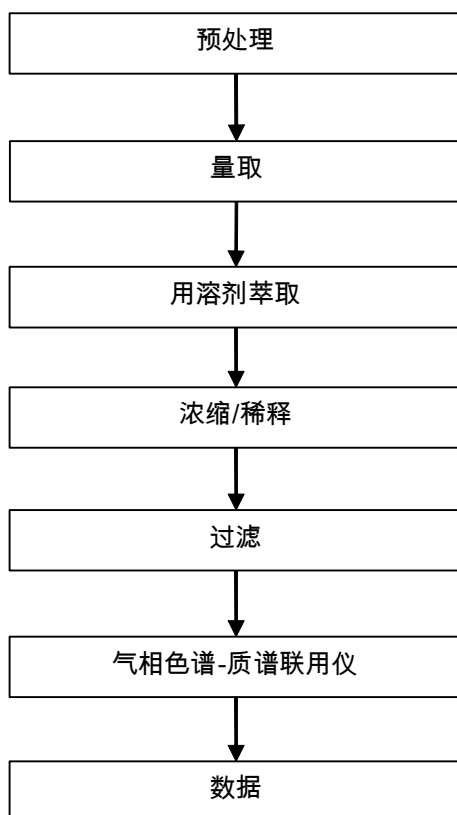 预处理
量取
用溶剂萃取
浓缩/稀释
过滤
气相色谱-质谱联用仪
数据